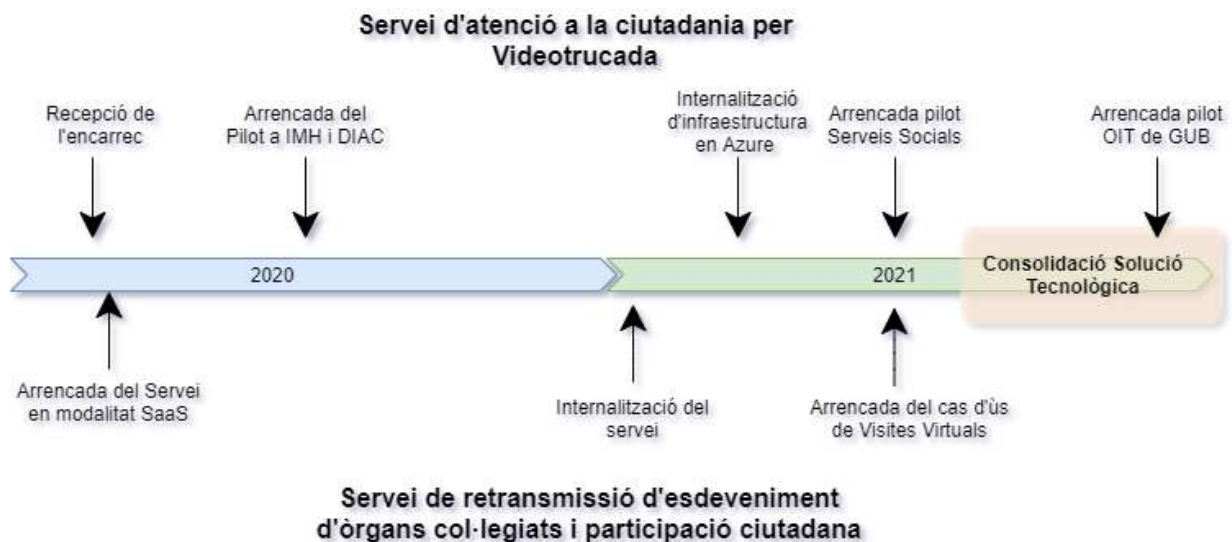 Servei d'atenció a la ciutadania per
Videotrucada
Recepció de
l'encarrec
Arrencada del
Pilot a IMH i DIAC
Internalització
d'infraestructura
en Azure
Arrencada pilot
Serveis Socials
Arrencada pilot
OIT de GUB
2020
2021
Consolidació Solució
Tecnològica
Arrencada del Servei
en modalitat SaaS
Internalització del
servei
Arrencada del cas d'ùs
de Visites Virtuals
Servei de retransmissió d'esdeveniment
d'òrgans col·legiats i participació ciutadana